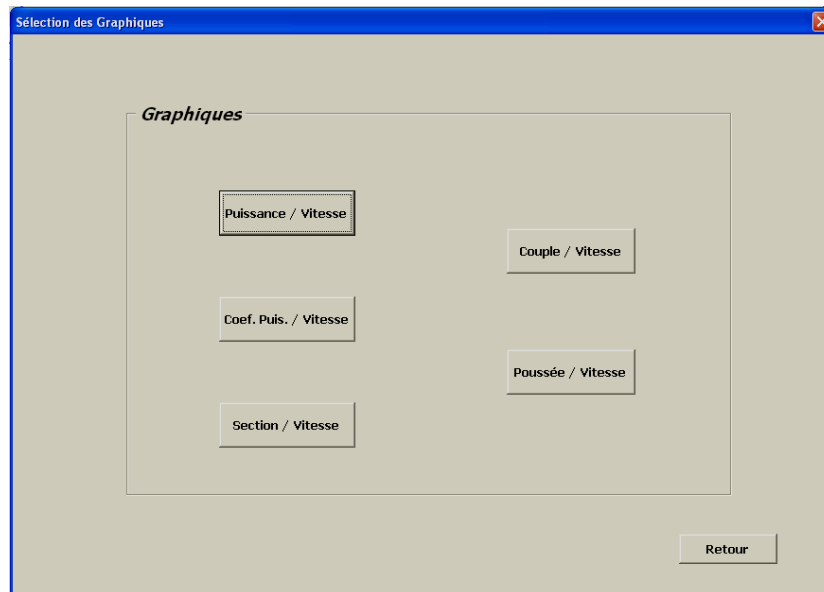 Sélection des Graphiques
Graphiques
Puissance / Vitesse
Couple / Vitesse
Coef. Puis. / Vitesse
Poussée / Vitesse
Section / Vitesse
Retour